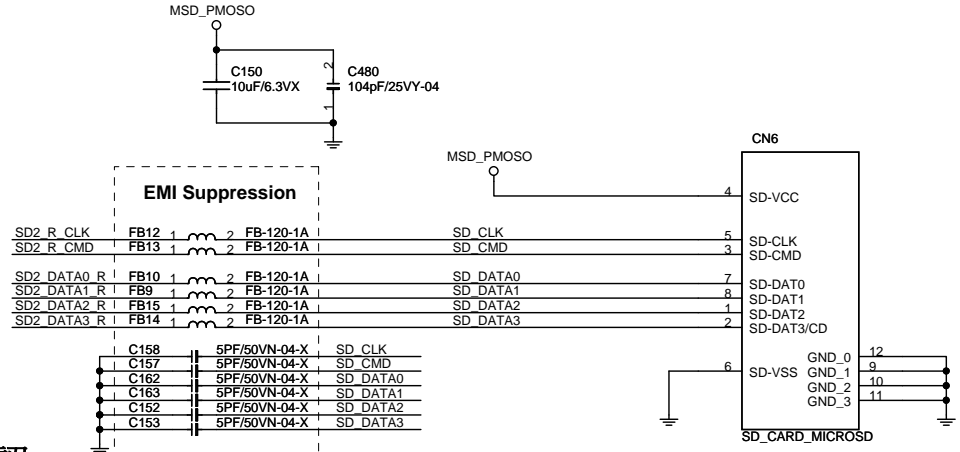 MSD_PMOSO
C150
10uF/6.3VX
2
C480
104pF/25VY-04
1
CN6
MSD_PMOSO
EMI Suppression
4 SD-VCC
SD2_R_CLK FB12 1 2 FB-120-1A SD_CLK 5 SD-CLK
SD2_R_CMD FB13 1 2 FB-120-1A SD_CMD 3 SD-CMD
SD2_DATA0_R FB10 1 2 FB-120-1A SD_DATA0 7 SD-DAT0
SD2_DATA1_R FB9 1 2 FB-120-1A SD_DATA1 8 SD-DAT1
SD2_DATA2_R FB15 1 2 FB-120-1A SD_DATA2 1 SD-DAT2
SD2_DATA3_R FB14 1 2 FB-120-1A SD_DATA3 2 SD-DAT3/CD
C158 5PF/50VN-04-X SD_CLK
C157 5PF/50VN-04-X SD_CMD
C162 5PF/50VN-04-X SD_DATA0
C163 5PF/50VN-04-X SD_DATA1
C152 5PF/50VN-04-X SD_DATA2
C153 5PF/50VN-04-X SD_DATA3
6 SD-VSS
GND_0 12
GND_1 9
GND_2 10
GND_3 11
SD_CARD_MICROSD